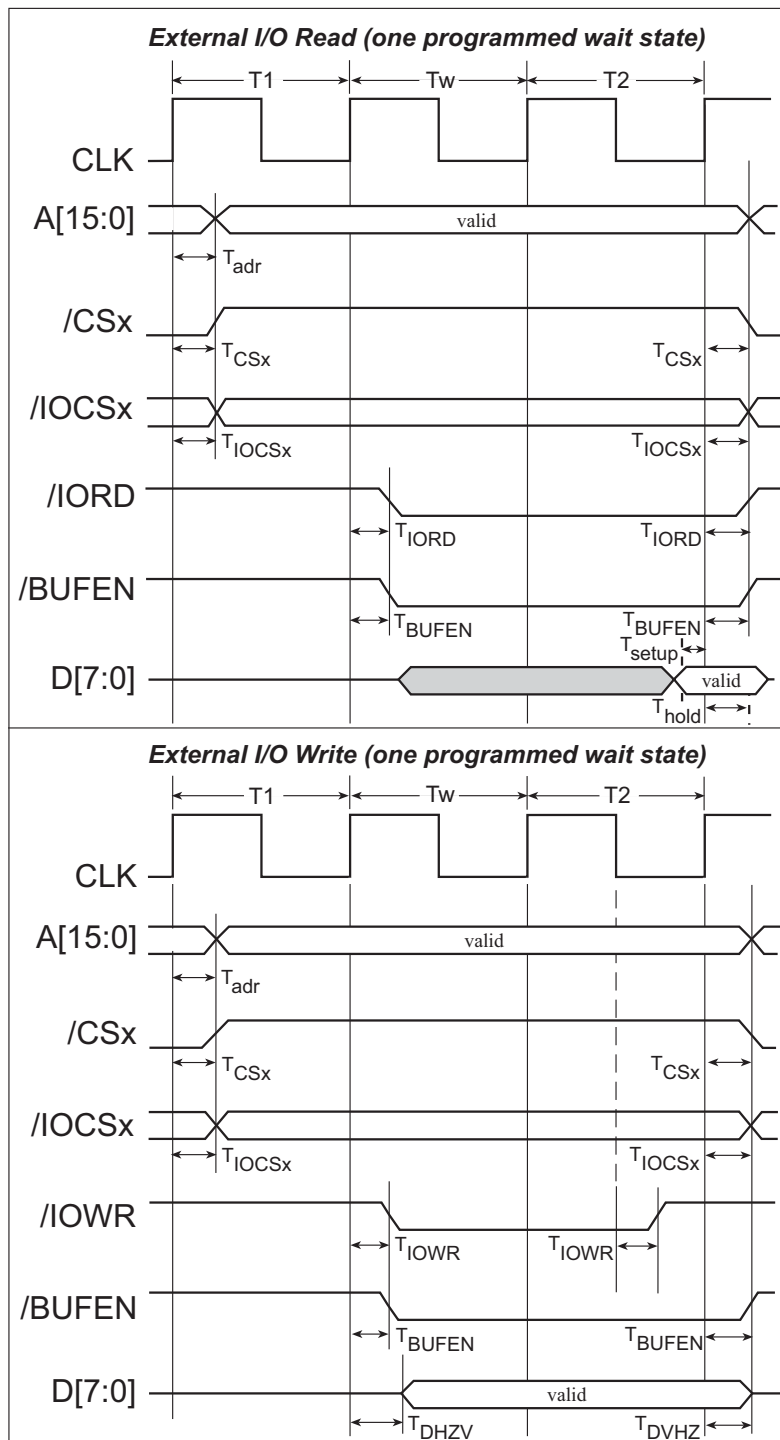 External I/O Read (one programmed wait state)
T1 Tw T2
CLK
A[15:0] valid
Tadr
/CSx
TCSx TCSx
/IOCSx
TIOCSx TIOCSx
/IORD
TIORD TIORD
/BUFEN
TBUFEN TBUFEN
Tsetup
D[7:0] valid
Thold
External I/O Write (one programmed wait state)
T1 Tw T2
CLK
A[15:0] valid
Tadr
/CSx
TCSx TCSx
/IOCSx
TIOCSx TIOCSx
/IOWR
TIOWR TIOWR
/BUFEN
TBUFEN TBUFEN
D[7:0] valid
TDHZV TDVHZ